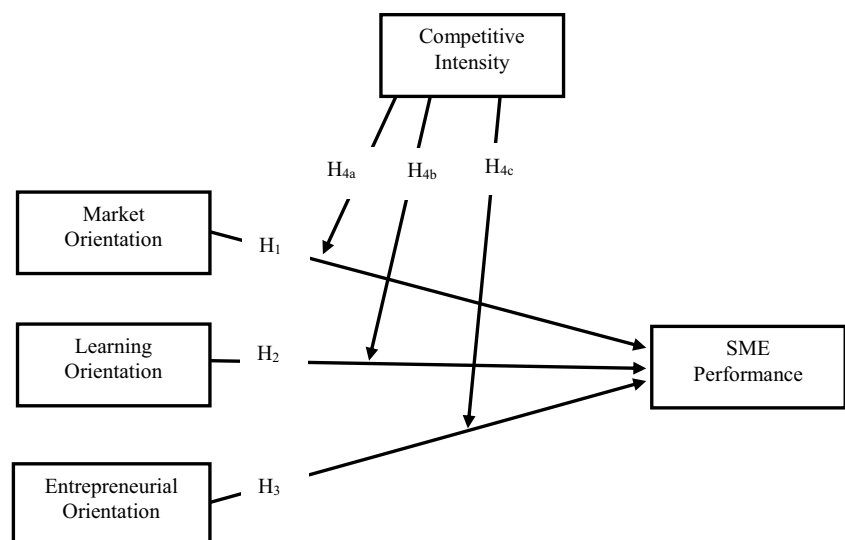 Competitive
Intensity
H4a
H4b
H4c
Market
Orientation
H1
Learning
Orientation
H2
SME
Performance
Entrepreneurial
Orientation
H3